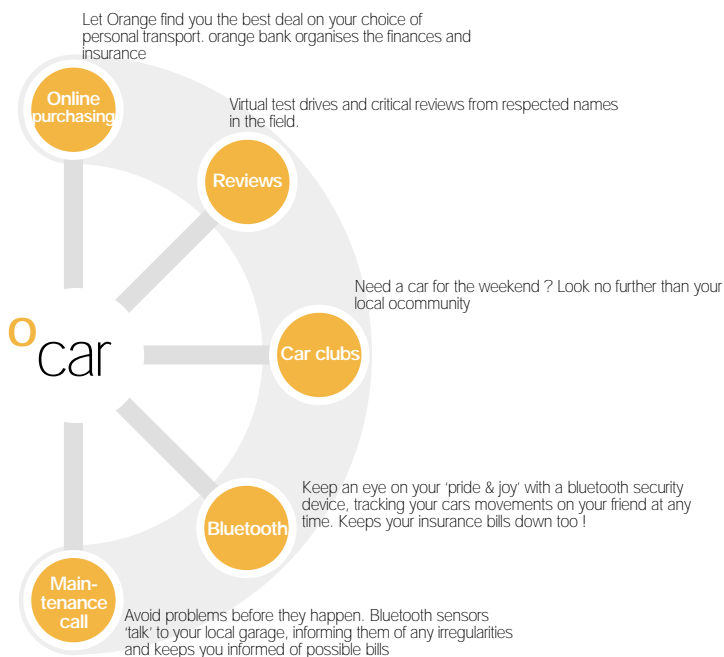 Let Orange find you the best deal on your choice of
personal transport. orange bank organises the finances and
insurance
Online
purchasing
Virtual test drives and critical reviews from respected names
in the field.
Reviews
Need a car for the weekend ? Look no further than your
local ocommunity
Car clubs
o
car
Keep an eye on your ‘pride & joy’ with a bluetooth security
device, tracking your cars movements on your friend at any
time. Keeps your insurance bills down too !
Bluetooth
Main-
tenance
call
Avoid problems before they happen. Bluetooth sensors
‘talk’ to your local garage, informing them of any irregularities
and keeps you informed of possible bills